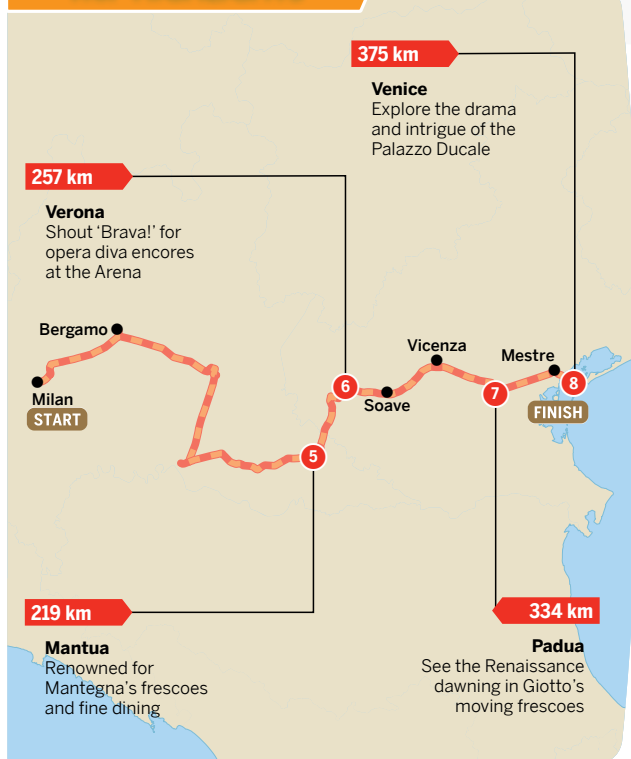 375 km
Venice
Explore the drama
and intrigue of the
Palazzo Ducale
257 km
Verona
Shout ‘Brava!’ for
opera diva encores
at the Arena
Bergamo
Milan
START
Vicenza
Mestre
6
Soave
7
8
FINISH
5
219 km
Mantua
Renowned for
Mantegna’s frescoes
and fine dining
334 km
Padua
See the Renaissance
dawning in Giotto’s
moving frescoes